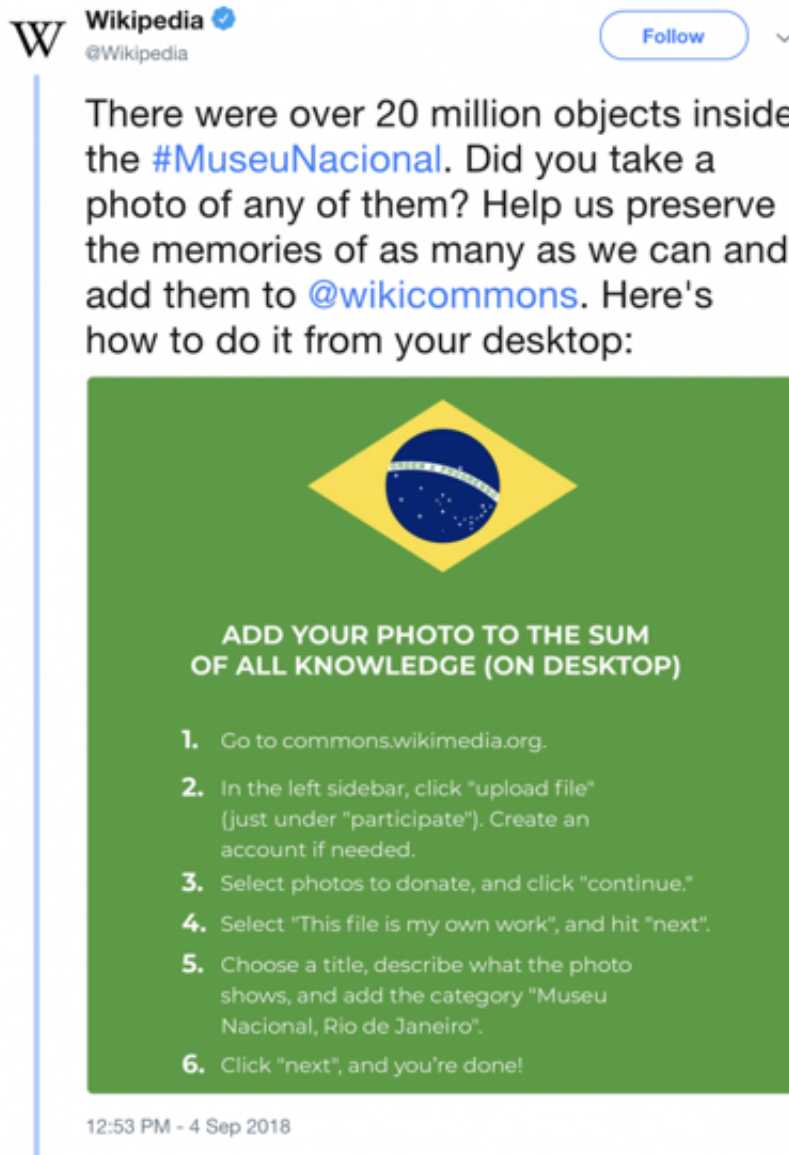 W Wikipedia
@Wikipedia
Follow
There were over 20 million objects inside
the #MuseuNacional. Did you take a
photo of any of them? Help us preserve
the memories of as many as we can and
add them to @wikicommons. Here's
how to do it from your desktop:
ORDEM E PROGRESSO
ADD YOUR PHOTO TO THE SUM
OF ALL KNOWLEDGE (ON DESKTOP)
1. Go to commons.wikimedia.org.
2. In the left sidebar, click "upload file"
(just under "participate"). Create an
account if needed.
3. Select photos to donate, and click "continue."
4. Select "This file is my own work", and hit "next".
5. Choose a title, describe what the photo
shows, and add the category "Museu
Nacional, Rio de Janeiro".
6. Click "next", and you're done!
12:53 PM - 4 Sep 2018